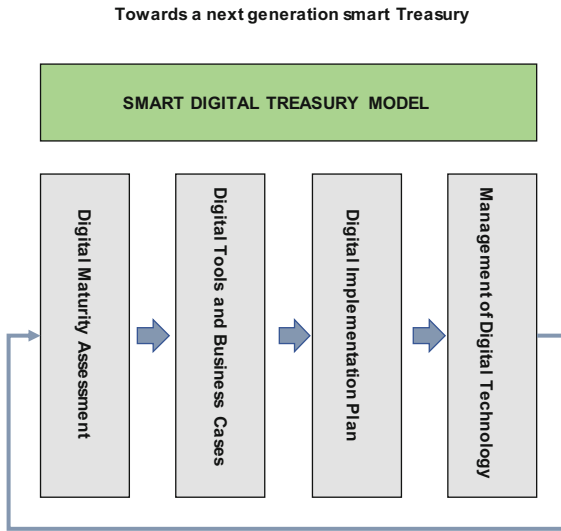 Towards a next generation smart Treasury
SMART DIGITAL TREASURY MODEL
Digital Maturity Assessment
Digital Tools and Business Cases
Digital Implementation Plan
Management of Digital Technology